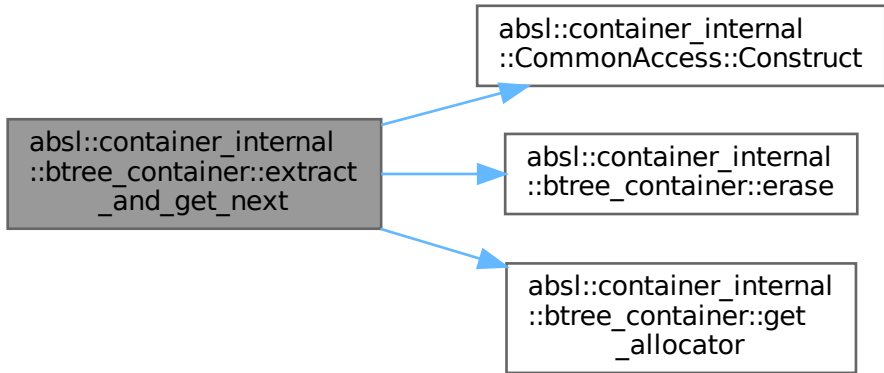 absl::container_internal
::btree_container::extract
_and_get_next
absl::container_internal
::CommonAccess::Construct
absl::container_internal
::btree_container::erase
absl::container_internal
::btree_container::get
_allocator